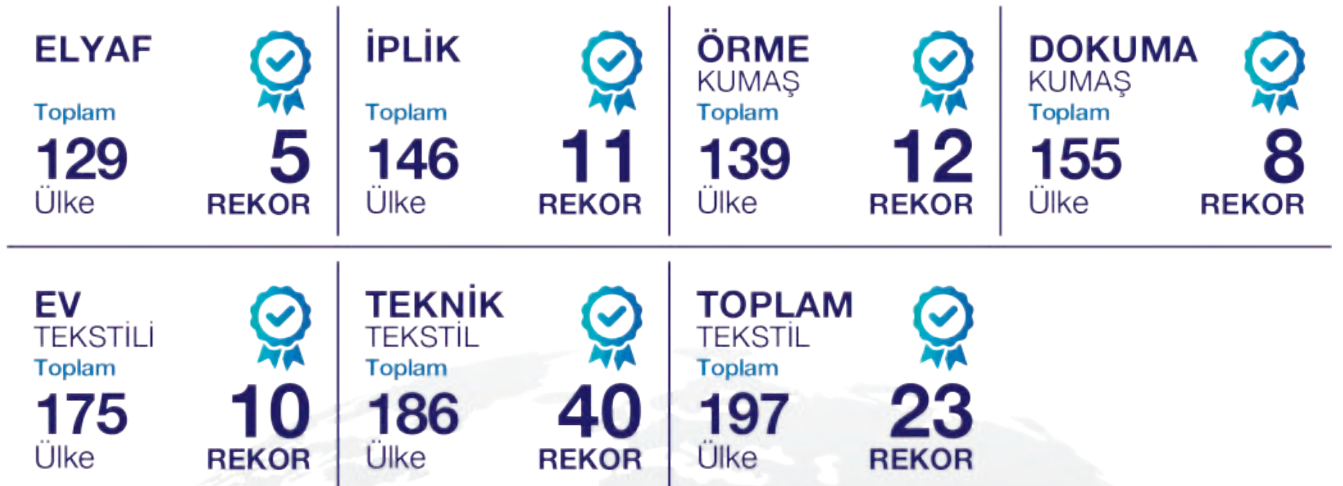 ELYAF
Toplam
129
Ülke
5
REKOR
İPLİK
Toplam
146
Ülke
11
REKOR
ÖRME
KUMAŞ
Toplam
139
Ülke
12
REKOR
DOKUMA
KUMAŞ
Toplam
155
Ülke
8
REKOR
EV
TEKSTİLİ
Toplam
175
Ülke
10
REKOR
TEKNİK
TEKSTİL
Toplam
186
Ülke
40
REKOR
TOPLAM
TEKSTİL
Toplam
197
Ülke
23
REKOR